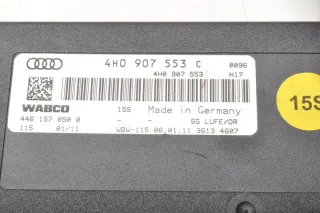 4H0 907 553 C 0096
4H0 907 553 H17
WABCO 15S Made in Germany
446 157 050 0 - - SG LUFE/DR
115 01/11 WBW-115 06.01.11 3813 4607
15S